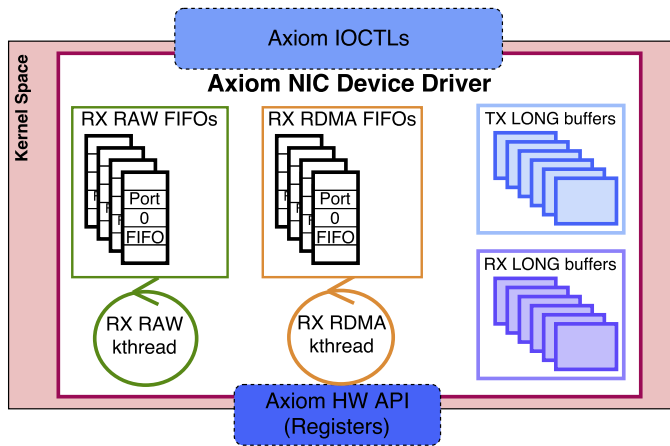 Axiom IOCTLs
Kernel Space
Axiom NIC Device Driver
RX RAW FIFOs
Port
0
FIFO
RX RDMA FIFOs
Port
0
FIFO
TX LONG buffers
RX LONG buffers
RX RAW
kthread
RX RDMA
kthread
Axiom HW API
(Registers)